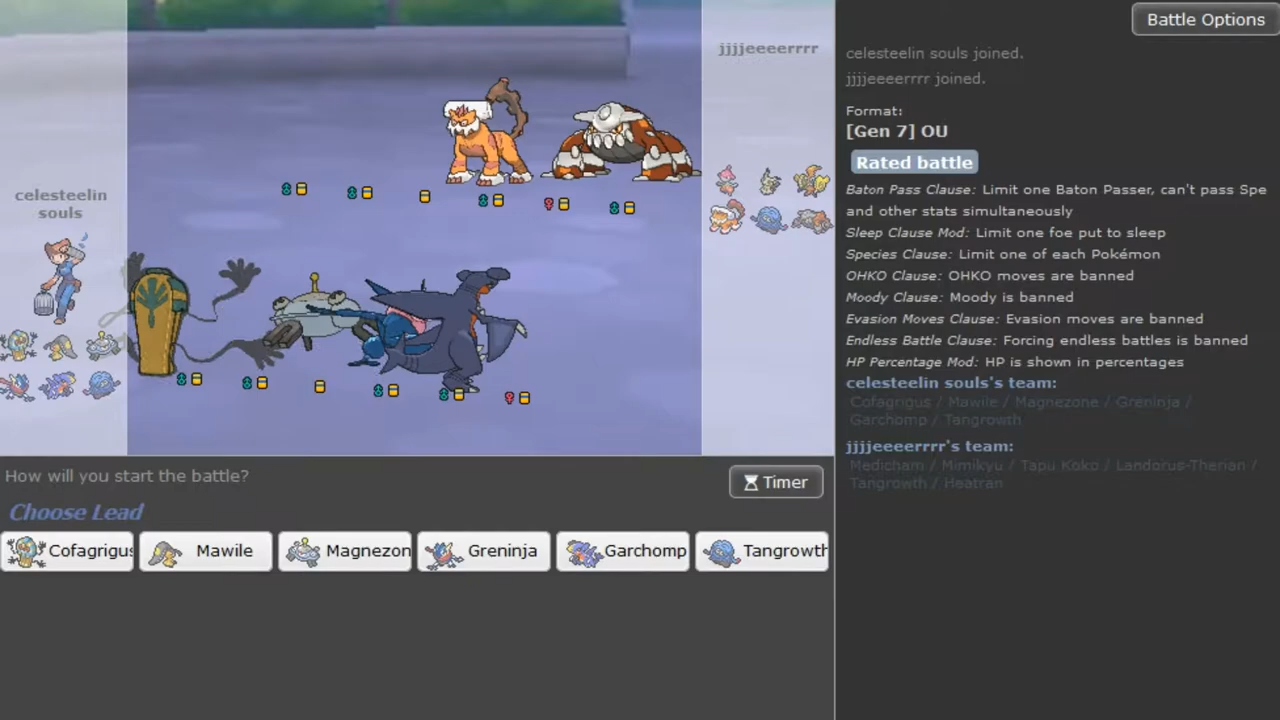 Battle Options
jjjjeeeerrrr
celesteelin souls joined.
jjjjeeeerrrr joined.
Format:
[Gen 7] OU
Rated battle
Baton Pass Clause: Limit one Baton Passer, can't pass Spe
and other stats simultaneously
Sleep Clause Mod: Limit one foe put to sleep
Species Clause: Limit one of each Pokémon
OHKO Clause: OHKO moves are banned
Moody Clause: Moody is banned
Evasion Moves Clause: Evasion moves are banned
Endless Battle Clause: Forcing endless battles is banned
HP Percentage Mod: HP is shown in percentages
celesteelin souls's team:
Cofagrigus / Mawile / Magnezone / Greninja /
Garchomp / Tangrowth
jjjjeeeerrrr's team:
Medicham / Mimikyu / Tapu Koko / Landorus-Therian /
Tangrowth / Heatran
celesteelin
souls
How will you start the battle?
Timer
Choose Lead
Cofagrigus
Mawile
Magnezon
Greninja
Garchomp
Tangrowth